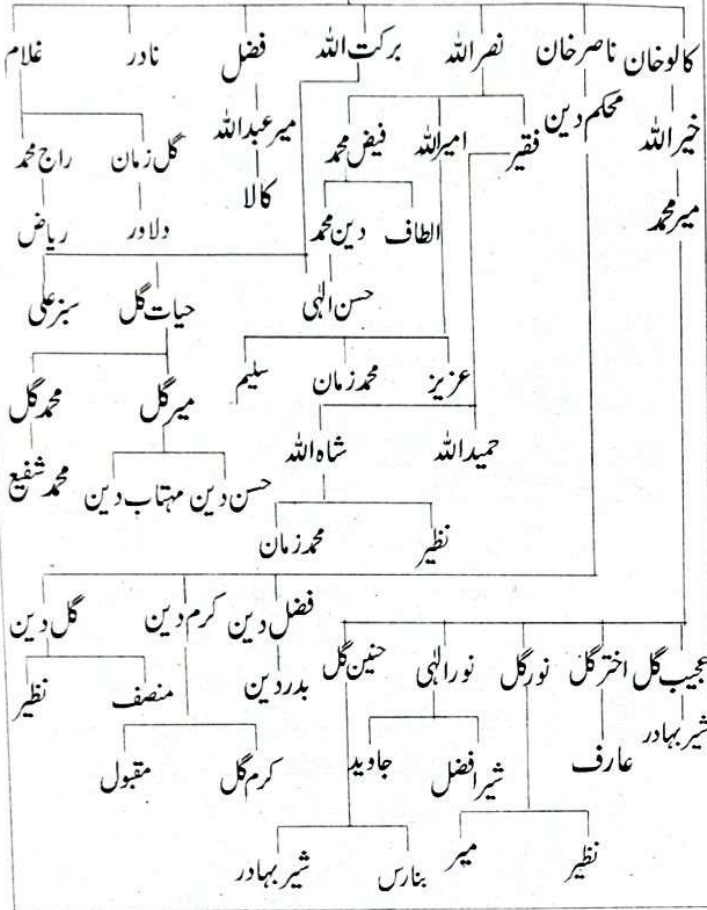 کالوخان ناصرخان نصراللہ برکت اللہ فضل نادر غلام
خیراللہ محکم دین فقیر امیراللہ فیض محمد میرعبداللہ گل زمان راج محمد
میرمحمد الطاف دین محمد کالا دلاور ریاض
حسن الٰہی حیات گل سبزعلی
عزیز محمدزمان سلیم میرگل محمدگل
حمیداللہ شاہ اللہ حسن دین مہتاب دین محمدشفیع
نظیر محمدزمان
فضل دین کرم دین گل دین
عجیب گل اخترگل نورگل نورالٰہی حنین گل بدردین منصف نظیر
شیربہادر عارف شیرافضل جاوید کرم گل مقبول
نظیر میر بنارس شیربہادر